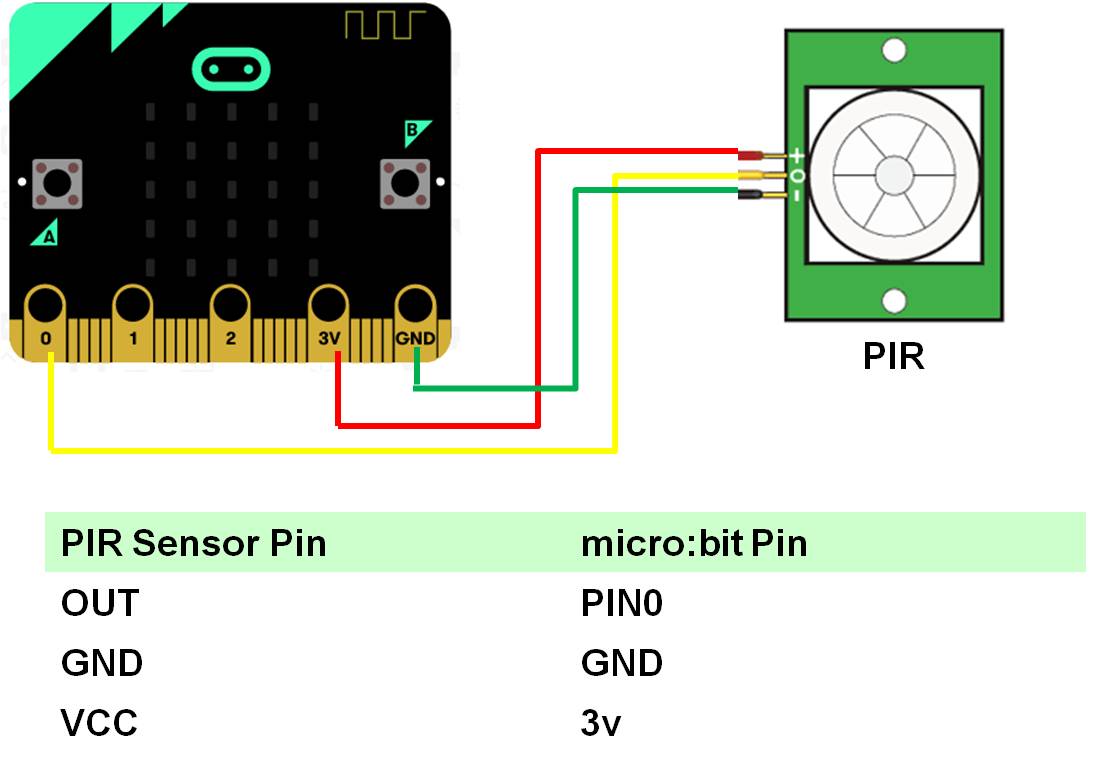 B
A
0 1 2 3V GND
+
O
-
PIR
PIR Sensor Pin micro:bit Pin
OUT PIN0
GND GND
VCC 3v